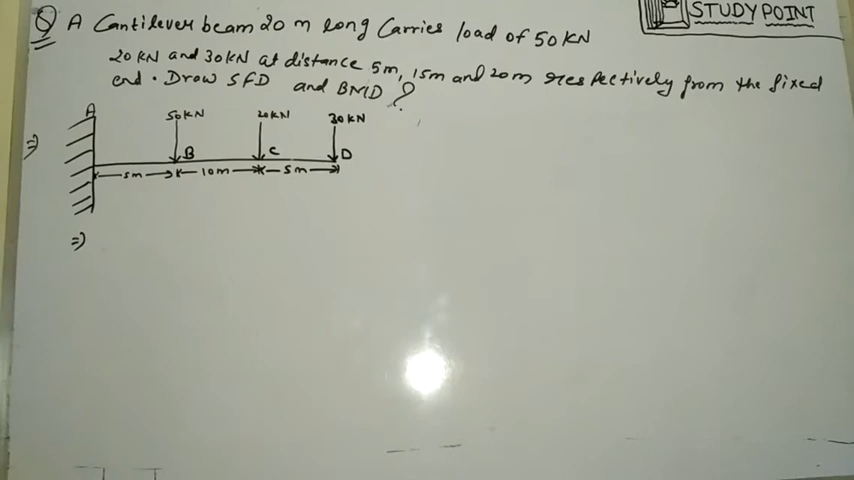 STUDY POINT
Q A Cantilever beam 20 m long Carries load of 50 KN
20 KN and 30 KN at distance 5m, 15m and 20m respectively from the fixed
end. Draw SFD and BMD ?
A
50KN 20KN 30KN
=>
B C D
5m 10m 5m
=>